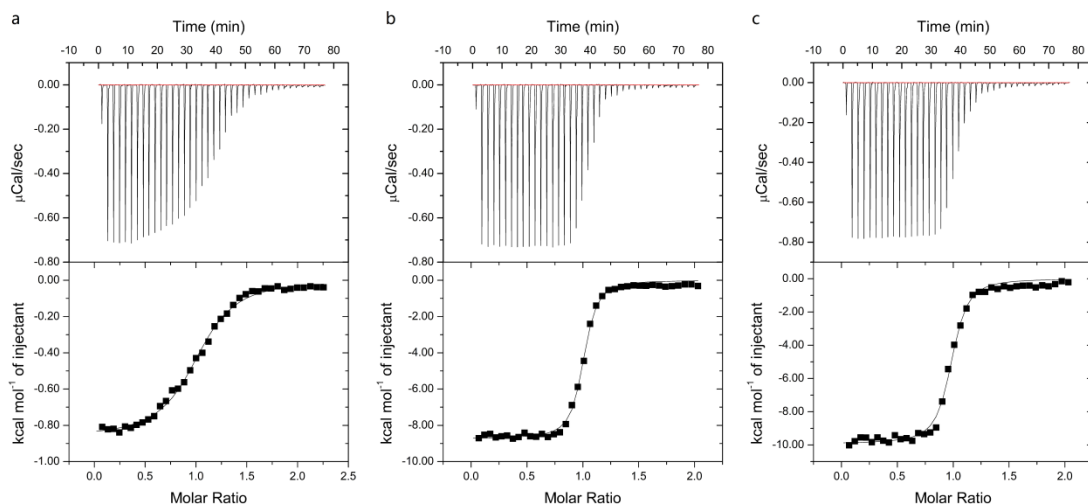 a
Time (min)
-10 0 10 20 30 40 50 60 70 80
0.00
-0.20
-0.40
-0.60
-0.80
µCal/sec
0.00
-0.20
-0.40
-0.60
-0.80
-1.00
kcal mol⁻¹ of injectant
0.0 0.5 1.0 1.5 2.0 2.5
Molar Ratio
b
Time (min)
-10 0 10 20 30 40 50 60 70 80
0.00
-0.20
-0.40
-0.60
-0.80
µCal/sec
0.00
-2.00
-4.00
-6.00
-8.00
-10.00
kcal mol⁻¹ of injectant
0.0 0.5 1.0 1.5 2.0
Molar Ratio
c
Time (min)
-10 0 10 20 30 40 50 60 70 80
0.00
-0.20
-0.40
-0.60
-0.80
µCal/sec
0.00
-2.00
-4.00
-6.00
-8.00
-10.00
kcal mol⁻¹ of injectant
0.0 0.5 1.0 1.5 2.0
Molar Ratio